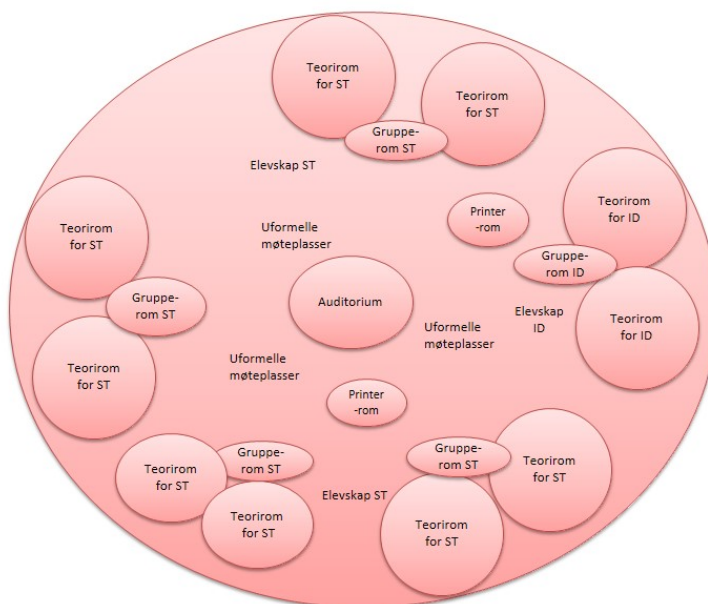 Teorirom
for ST
Teorirom
for ST
Gruppe-
rom ST
Elevskap ST
Teorirom
for ST
Printer
-rom
Teorirom
for ID
Uformelle
møteplasser
Gruppe-
rom ID
Gruppe-
rom ST
Auditorium
Elevskap
ID
Teorirom
for ID
Uformelle
møteplasser
Uformelle
møteplasser
Teorirom
for ST
Printer
-rom
Gruppe-
rom ST
Gruppe-
rom ST
Teorirom
for ST
Teorirom
for ST
Elevskap ST
Teorirom
for ST
Teorirom
for ST